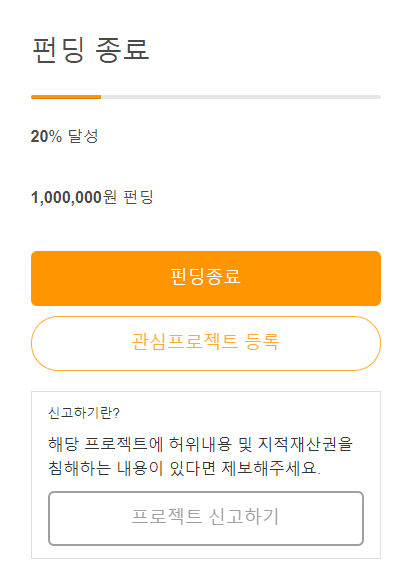 펀딩 종료
20% 달성
1,000,000원 펀딩
펀딩종료
관심프로젝트 등록
신고하기란?
해당 프로젝트에 허위내용 및 지적재산권을
침해하는 내용이 있다면 제보해주세요.
프로젝트 신고하기